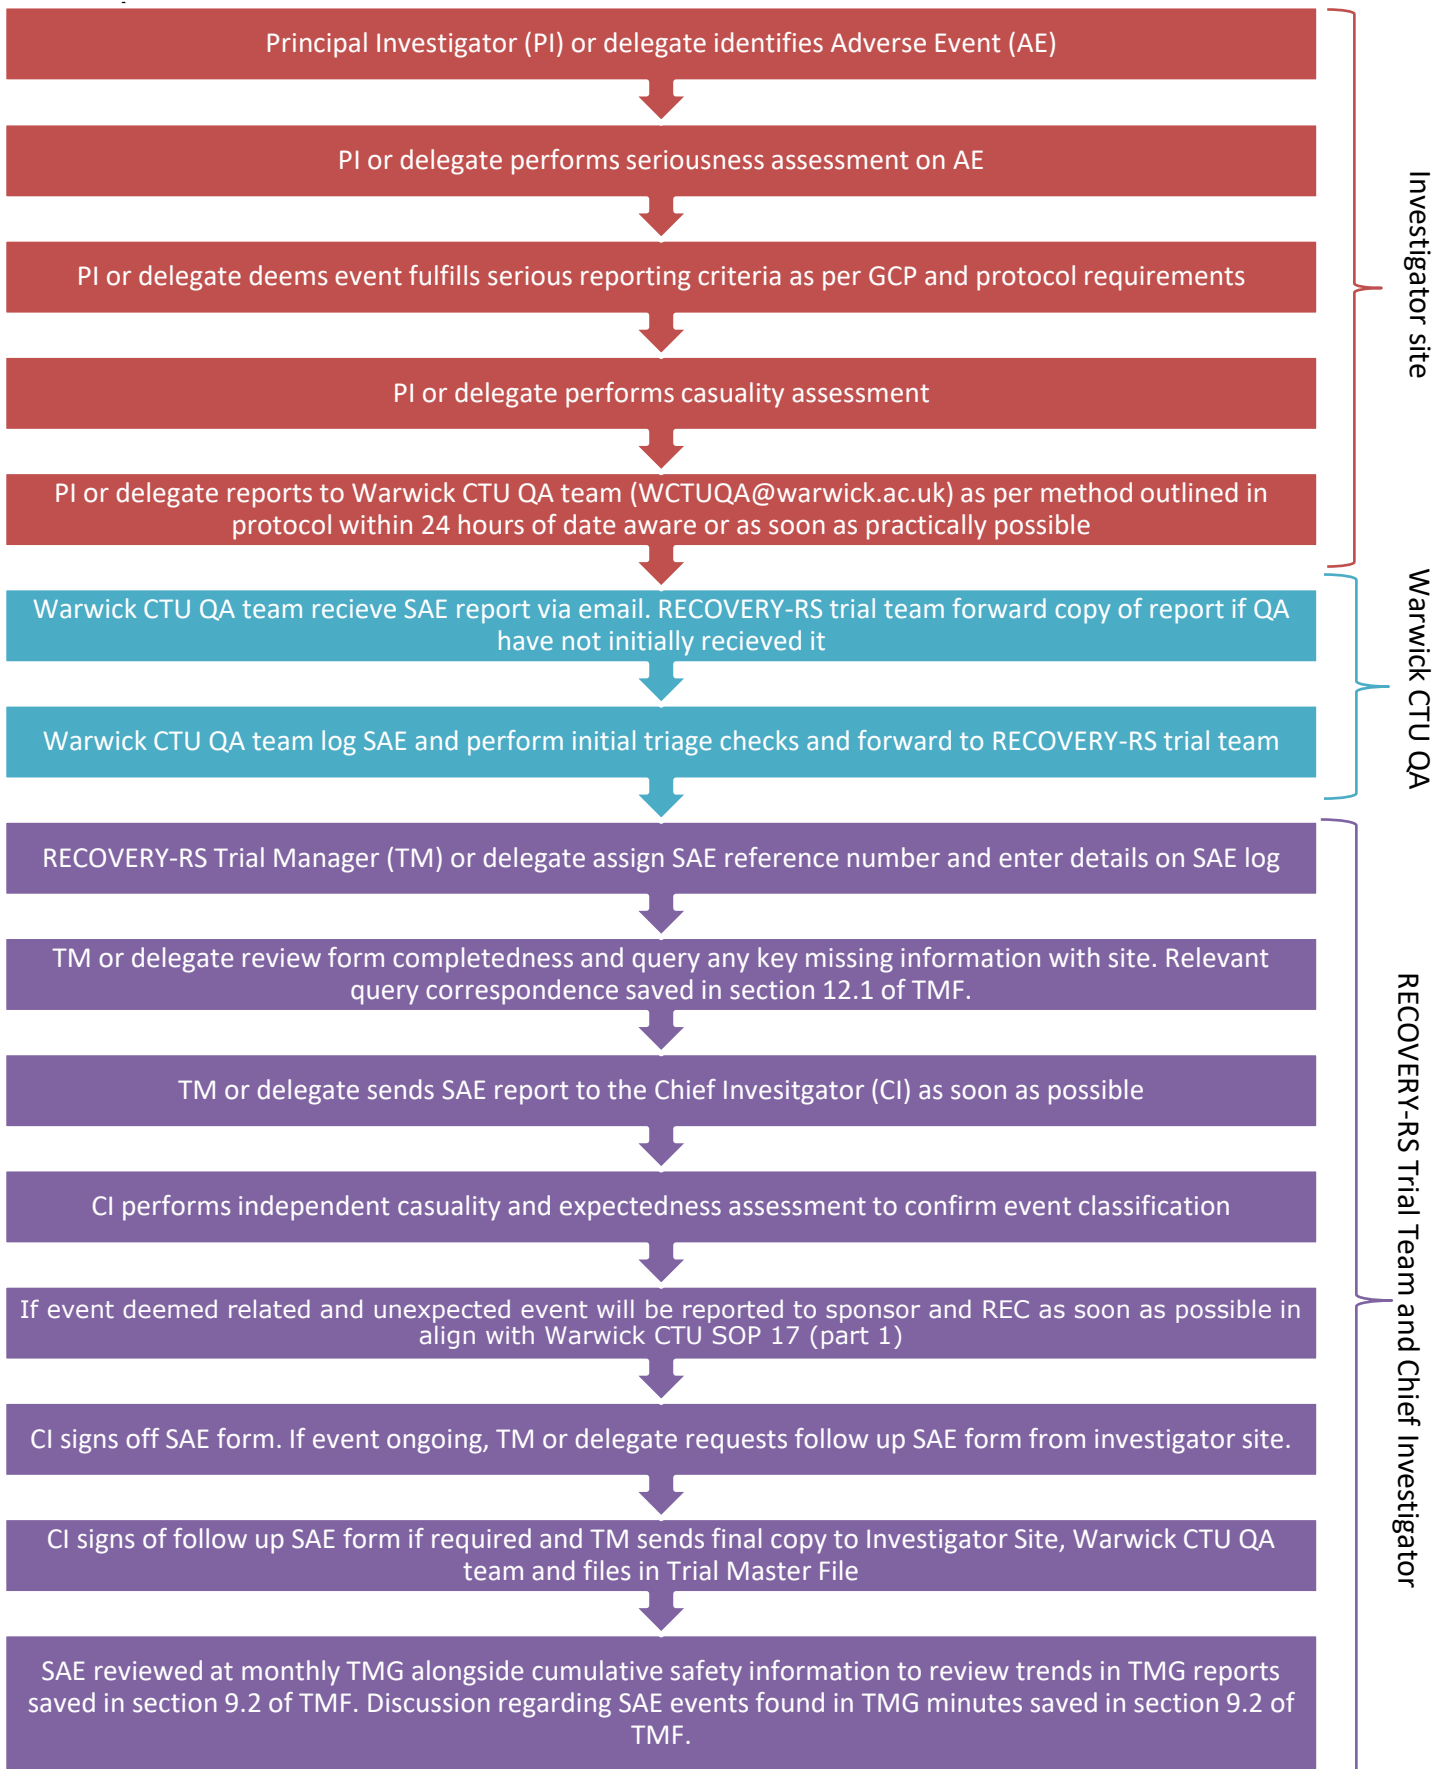 Principal Investigator (PI) or delegate identifies Adverse Event (AE)
PI or delegate performs seriousness assessment on AE
PI or delegate deems event fulfills serious reporting criteria as per GCP and protocol requirements
PI or delegate performs casuality assessment
PI or delegate reports to Warwick CTU QA team (WCTUQA@warwick.ac.uk) as per method outlined in
protocol within 24 hours of date aware or as soon as practically possible
Investigator site
Warwick CTU QA team recieve SAE report via email. RECOVERY-RS trial team forward copy of report if QA
have not initially recieved it
Warwick CTU QA team log SAE and perform initial triage checks and forward to RECOVERY-RS trial team
Warwick CTU QA
RECOVERY-RS Trial Manager (TM) or delegate assign SAE reference number and enter details on SAE log
TM or delegate review form completedness and query any key missing information with site. Relevant
query correspondence saved in section 12.1 of TMF.
TM or delegate sends SAE report to the Chief Invesitgator (CI) as soon as possible
CI performs independent casuality and expectedness assessment to confirm event classification
If event deemed related and unexpected event will be reported to sponsor and REC as soon as possible in
align with Warwick CTU SOP 17 (part 1)
CI signs off SAE form. If event ongoing, TM or delegate requests follow up SAE form from investigator site.
CI signs of follow up SAE form if required and TM sends final copy to Investigator Site, Warwick CTU QA
team and files in Trial Master File
SAE reviewed at monthly TMG alongside cumulative safety information to review trends in TMG reports
saved in section 9.2 of TMF. Discussion regarding SAE events found in TMG minutes saved in section 9.2 of
TMF.
RECOVERY-RS Trial Team and Chief Investigator